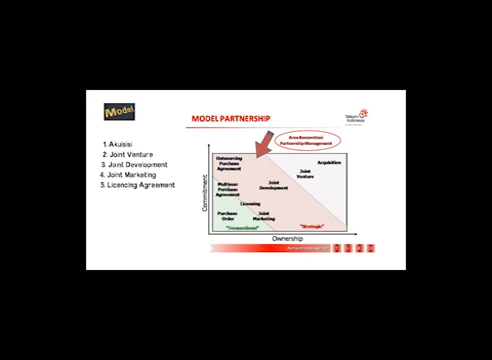 Model
MODEL PARTNERSHIP
Telkom
Indonesia
1. Akuisisi
2. Joint Venture
3. Joint Development
4. Joint Marketing
5. Licencing Agreement
Area Konsentrasi
Partnership Management
Outsourcing
Purchase
Agreement
Acquisition
Joint
Venture
Multiyear
Purchase
Agreement
Joint
Development
Licensing
Purchase
Order
Joint
Marketing
"Transactional"
"Strategic"
Commitment
Ownership